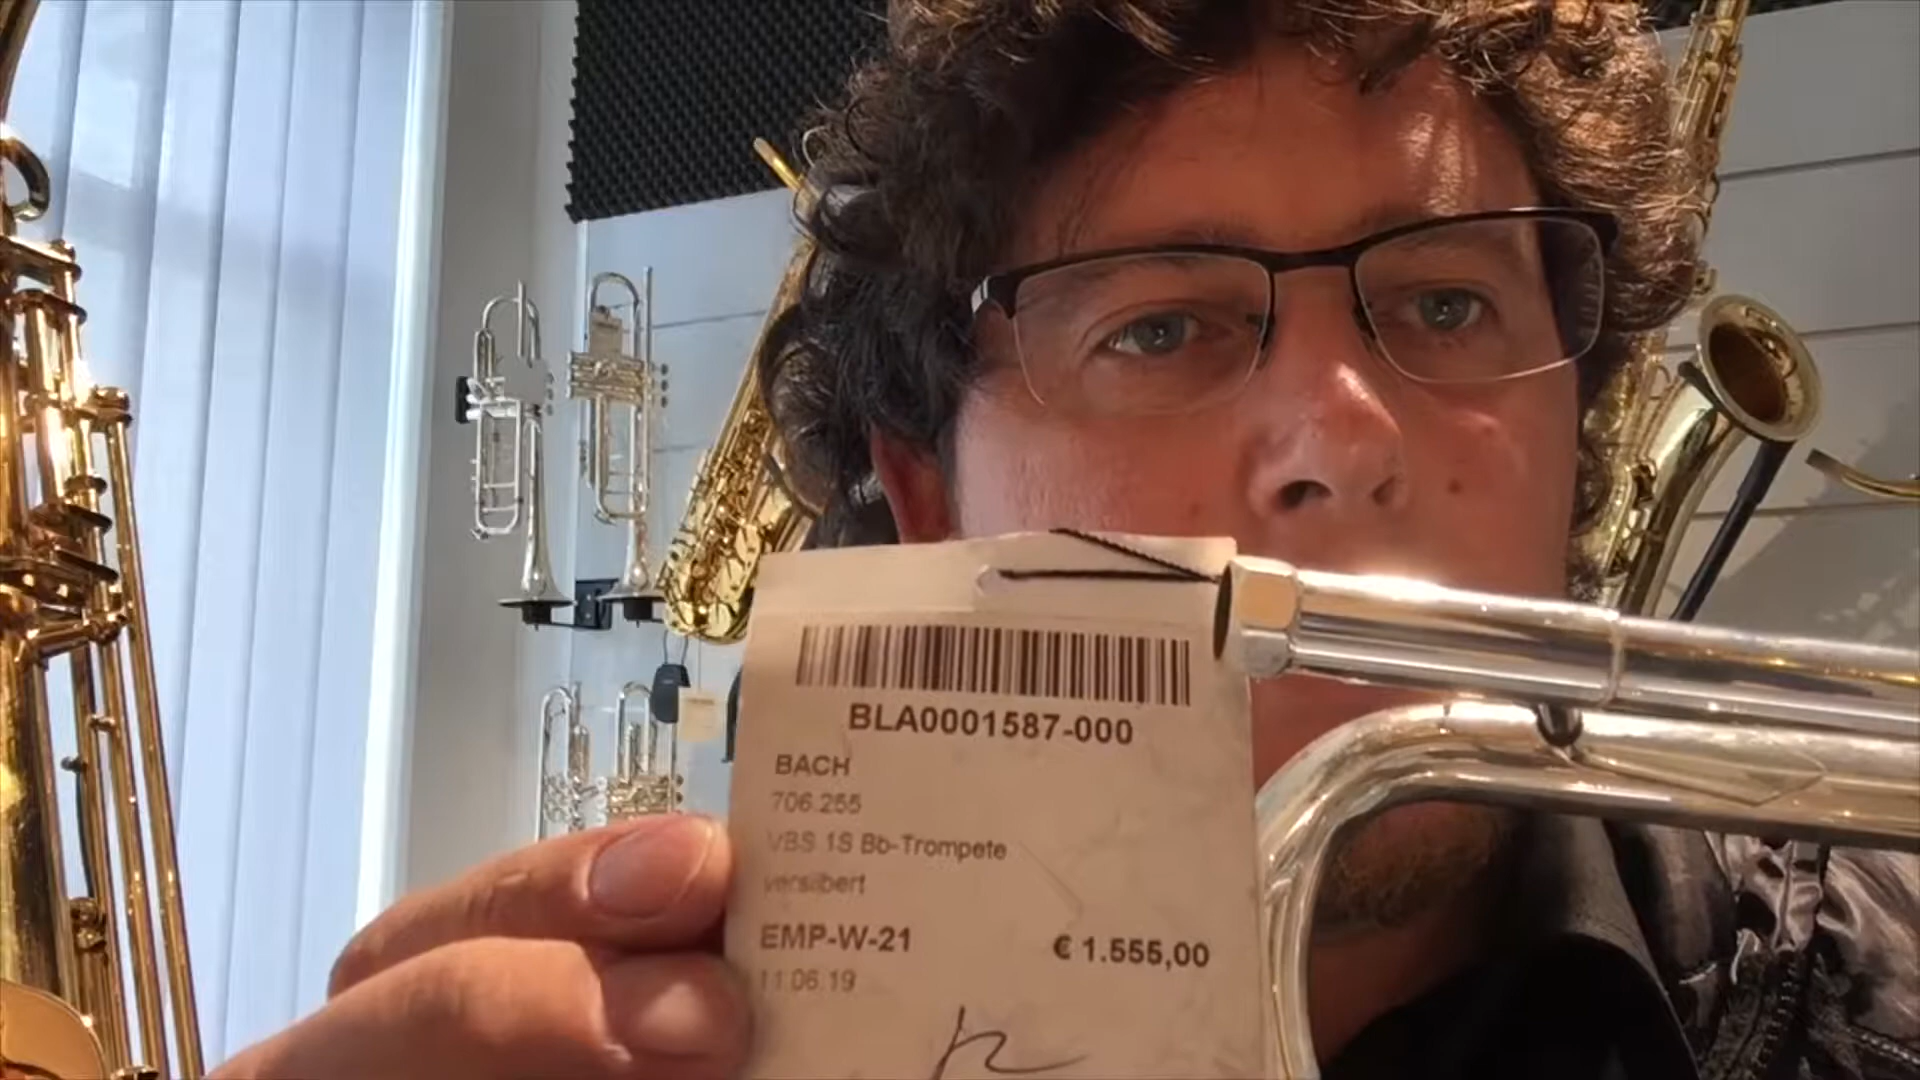 BLA0001587-000
BACH
706.255
VBS 1S Bb-Trompete
versilbert
EMP-W-21
€ 1.555,00
11.06.19